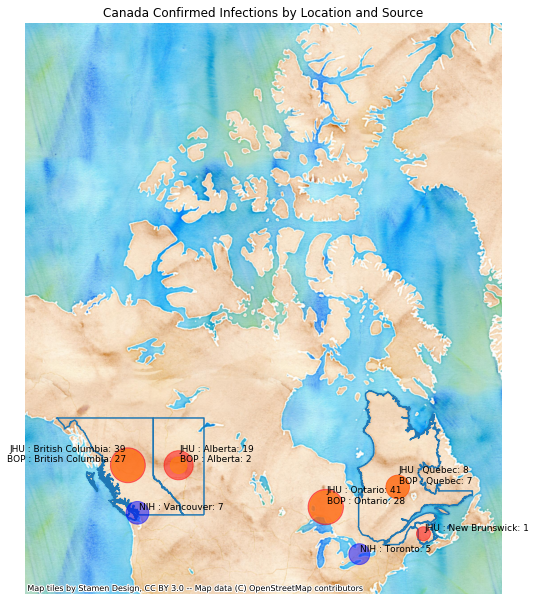 Canada Confirmed Infections by Location and Source
JHU : British Columbia: 39
BOP : British Columbia: 27
JHU : Alberta: 19
BOP : Alberta: 2
NIH : Vancouver: 7
JHU : Quebec: 8
BOP : Quebec: 7
JHU : Ontario: 41
BOP : Ontario: 28
JHU : New Brunswick: 1
NIH : Toronto: 5
Map tiles by Stamen Design, CC BY 3.0 -- Map data (C) OpenStreetMap contributors